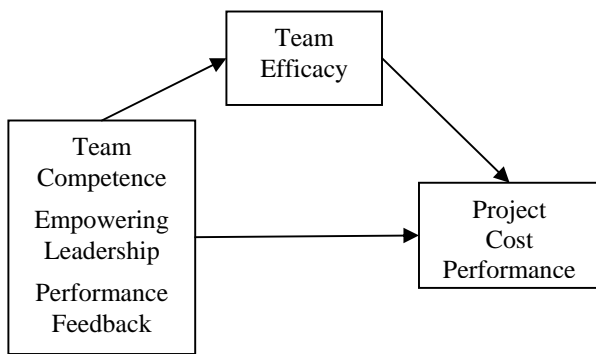 Team
Efficacy
Team
Competence
Empowering
Leadership
Performance
Feedback
Project
Cost
Performance